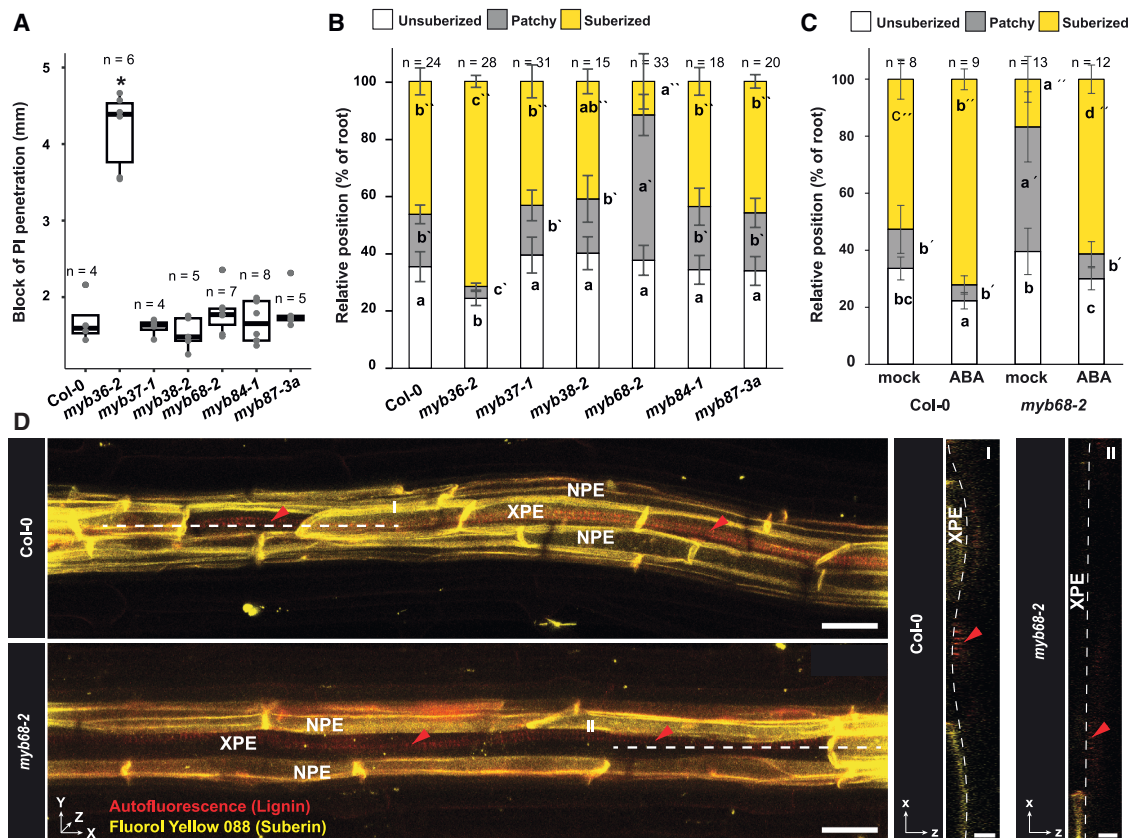 A
Block of PI penetration (mm)
5
4
3
2
n = 6
*
n = 4
n = 4
n = 5
n = 7
n = 8
n = 5
Col-0
myb36-2
myb37-1
myb38-2
myb68-2
myb84-1
myb87-3a
B
Unsuberized Patchy Suberized
Relative position (% of root)
100
80
60
40
20
0
n = 24 n = 28 n = 31 n = 15 n = 33 n = 18 n = 20
b`` c`` b`` ab`` a`` b`` b``
b` c` b` b` a` b` b`
a b a a a a a
Col-0
myb36-2
myb37-1
myb38-2
myb68-2
myb84-1
myb87-3a
C
Unsuberized Patchy Suberized
Relative position (% of root)
100
80
60
40
20
0
n = 8 n = 9 n = 13 n = 12
C´´ b´´ a´´ d´´
b´ b´ a´ b´
bc a b c
mock ABA mock ABA
Col-0 myb68-2
D
Col-0
I
NPE
XPE
NPE
myb68-2
NPE
XPE
II
NPE
Autofluorescence (Lignin)
Fluorol Yellow 088 (Suberin)
Y
Z
X
Col-0
I
XPE
x
z
myb68-2
II
XPE
x
z